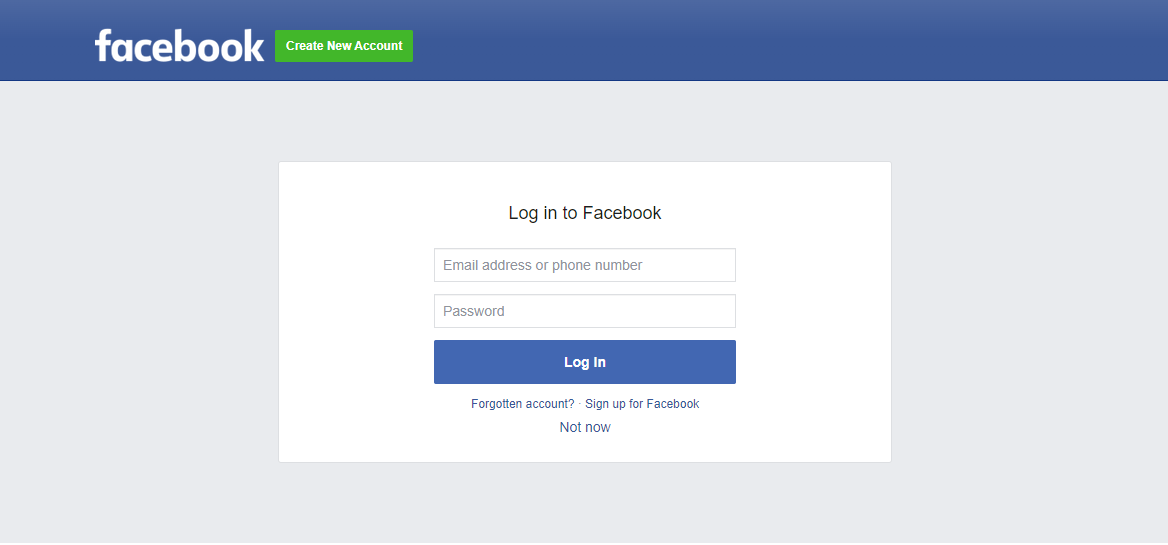 facebook Create New Account
Log in to Facebook
Email address or phone number
Password
Log In
Forgotten account? · Sign up for Facebook
Not now